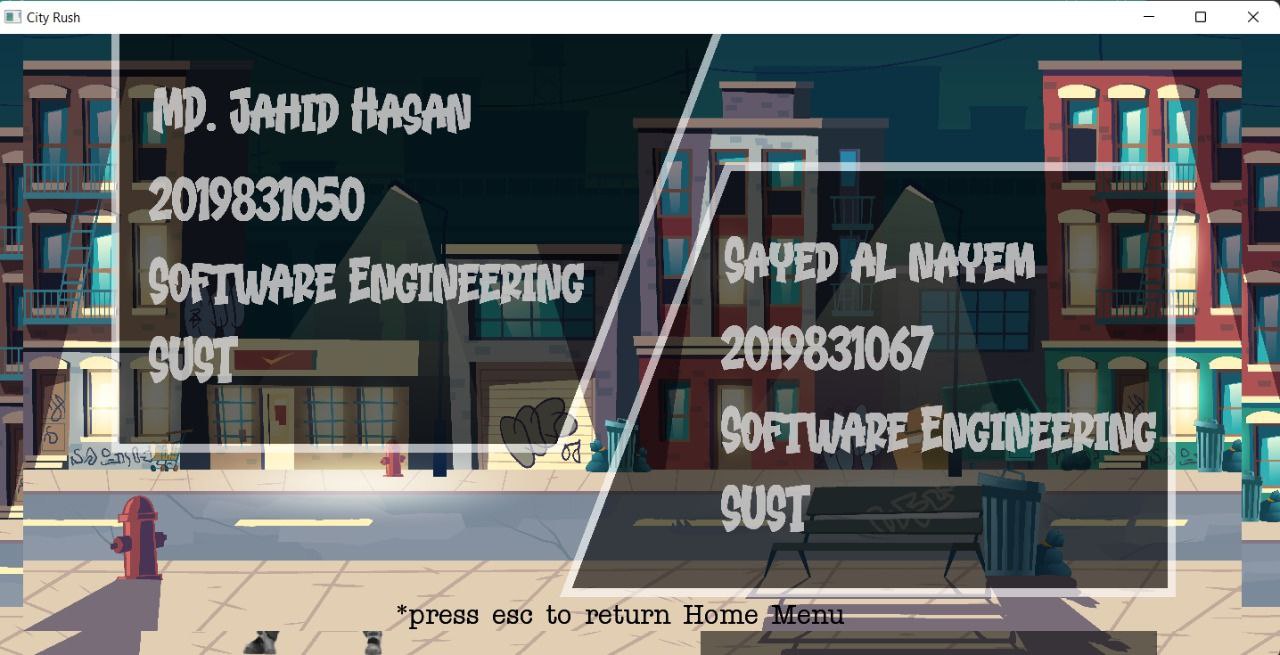 City Rush
MD. Jahid Hasan
2019831050
Software Engineering
SUST
Sayed al Nayem
2019831067
Software Engineering
SUST
*press esc to return Home Menu